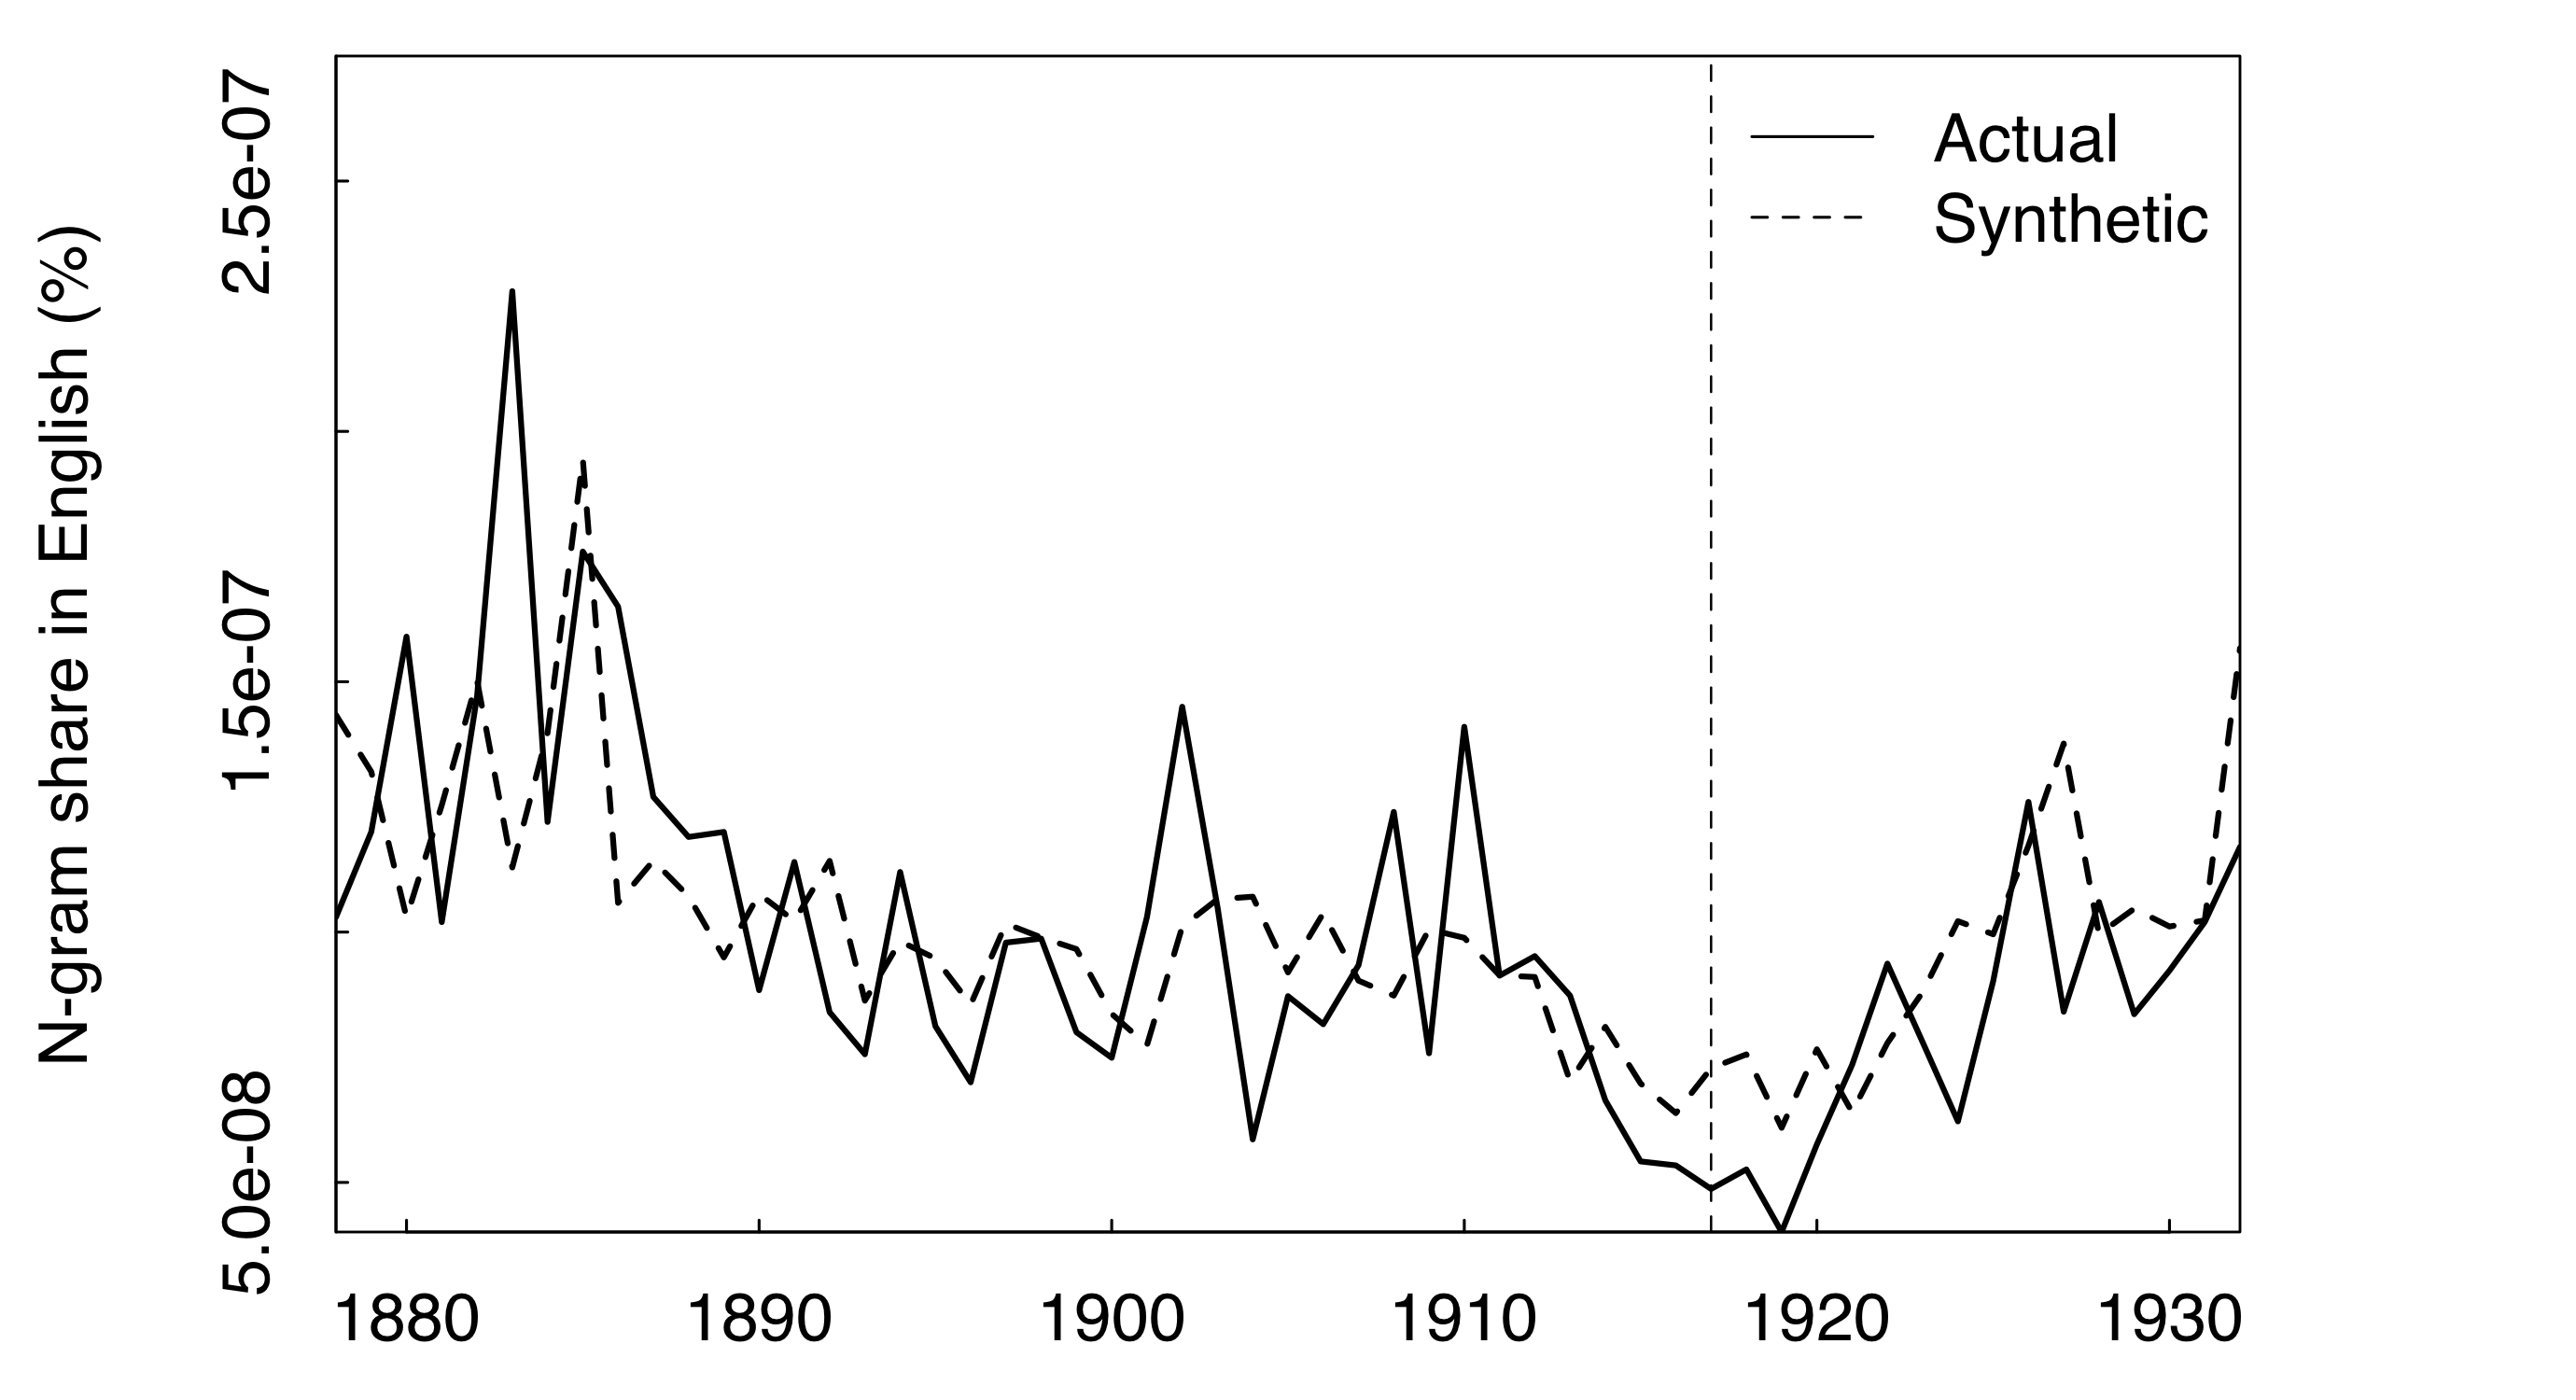 N-gram share in English (%)
2.5e-07
1.5e-07
5.0e-08
Actual
Synthetic
1880 1890 1900 1910 1920 1930